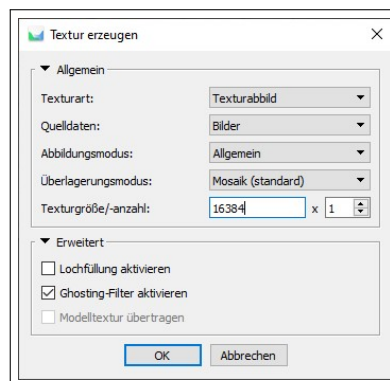 Textur erzeugen
Allgemein
Texturart: Texturabbild
Quelldaten: Bilder
Abbildungsmodus: Allgemein
Überlagerungsmodus: Mosaik (standard)
Texturgröße/-anzahl: 16384 x 1
Erweitert
Lochfüllung aktivieren
Ghosting-Filter aktivieren
Modelltextur übertragen
OK Abbrechen